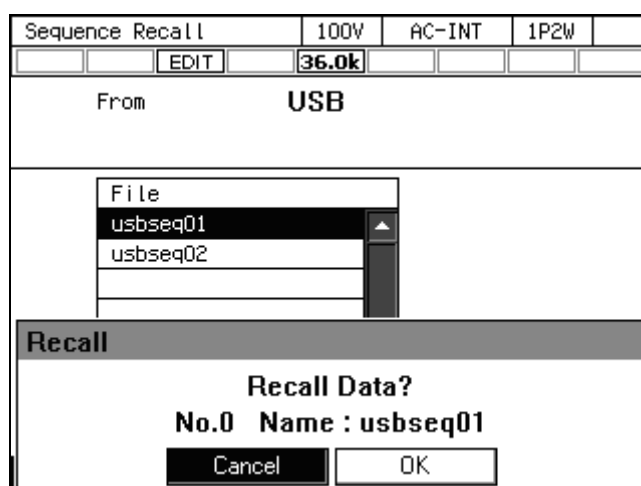 Sequence Recall 100V AC-INT 1P2W
EDIT 36.0k
From USB
File
usbseq01
usbseq02
Recall
Recall Data?
No.0 Name : usbseq01
Cancel OK